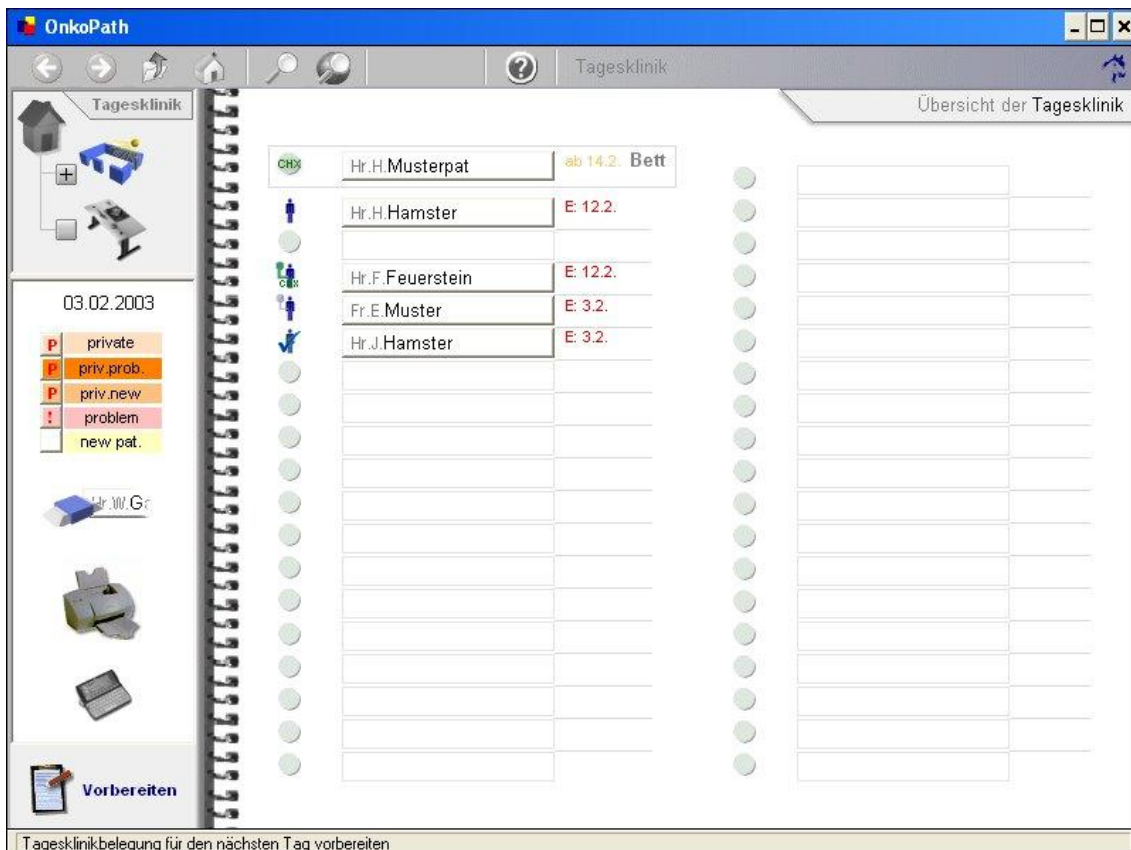 OnkoPath
Tagesklinik
Tagesklinik
Übersicht der Tagesklinik
CHX Hr.H.Musterpat ab 14.2. Bett
Hr.H.Hamster E: 12.2.
CHX Hr.F.Feuerstein E: 12.2.
Fr.E.Muster E: 3.2.
Hr.J.Hamster E: 3.2.
03.02.2003
P private
P priv.prob.
P priv.new
! problem
new pat.
Hr.W.G
Vorbereiten
Tagesklinikbelegung für den nächsten Tag vorbereiten